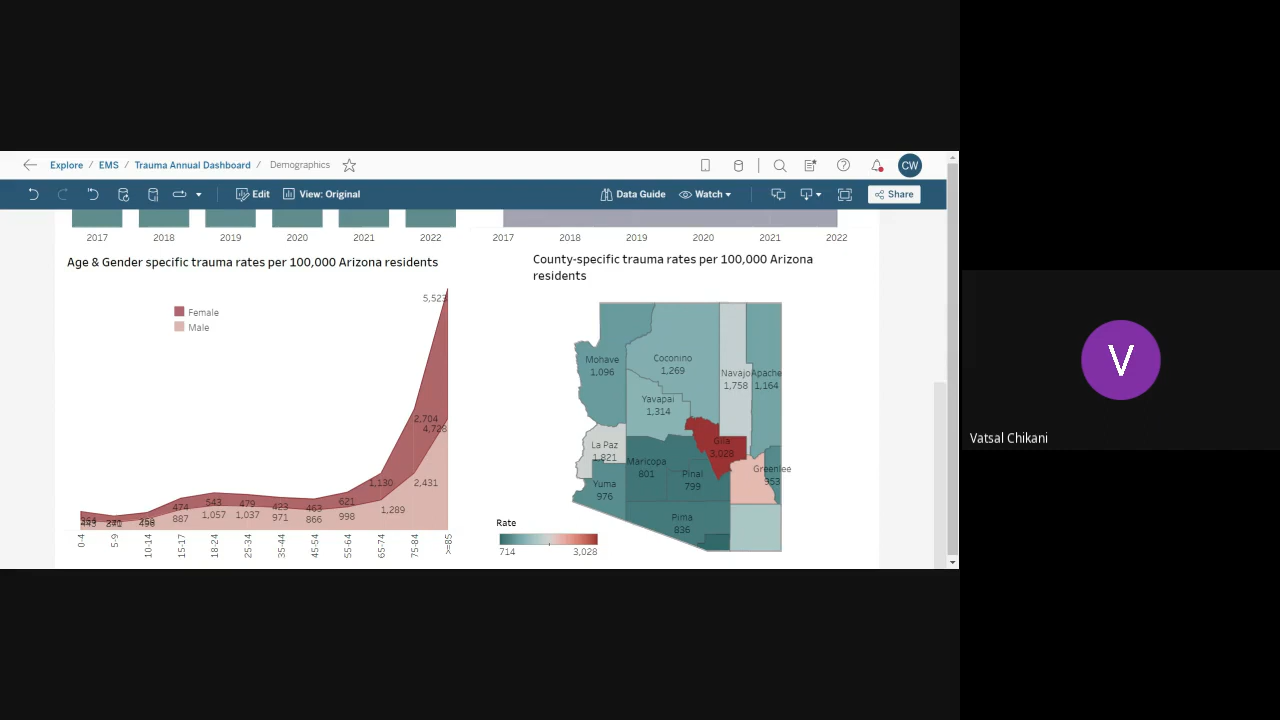 Explore / EMS / Trauma Annual Dashboard / Demographics
CW
Edit
View: Original
Data Guide
Watch
Share
2017 2018 2019 2020 2021 2022
2017 2018 2019 2020 2021 2022
Age & Gender specific trauma rates per 100,000 Arizona residents
Female
Male
5,523
2,704
4,728
1,130
2,431
474 543 479 423 463 621
887 1,057 1,037 971 866 998 1,289
0-4 5-9 10-14 15-17 18-24 25-34 35-44 45-54 55-64 65-74 75-84 >=85
County-specific trauma rates per 100,000 Arizona
residents
Mohave
1,096
Coconino
1,269
Navajo
1,758
Apache
1,164
Yavapai
1,314
Gila
3,028
La Paz
1,821
Maricopa
801
Pinal
799
Greenlee
953
Yuma
976
Pima
836
Rate
714 3,028
V
Vatsal Chikani